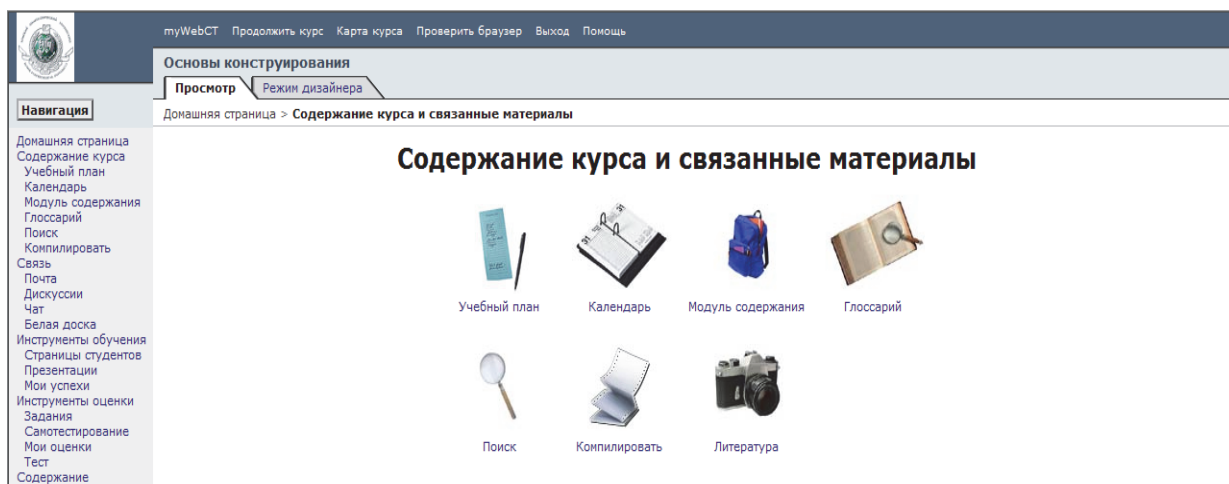 myWebCT Продолжить курс Карта курса Проверить браузер Выход Помощь
Основы конструирования
Просмотр Режим дизайнера
Домашняя страница > Содержание курса и связанные материалы
Навигация
Домашняя страница
Содержание курса
Учебный план
Календарь
Модуль содержания
Глоссарий
Поиск
Компилировать
Связь
Почта
Дискуссии
Чат
Белая доска
Инструменты обучения
Страницы студентов
Презентации
Мои успехи
Инструменты оценки
Задания
Самотестирование
Мои оценки
Тест
Содержание
Содержание курса и связанные материалы
31 31
Учебный план Календарь Модуль содержания Глоссарий
Поиск Компилировать Литература